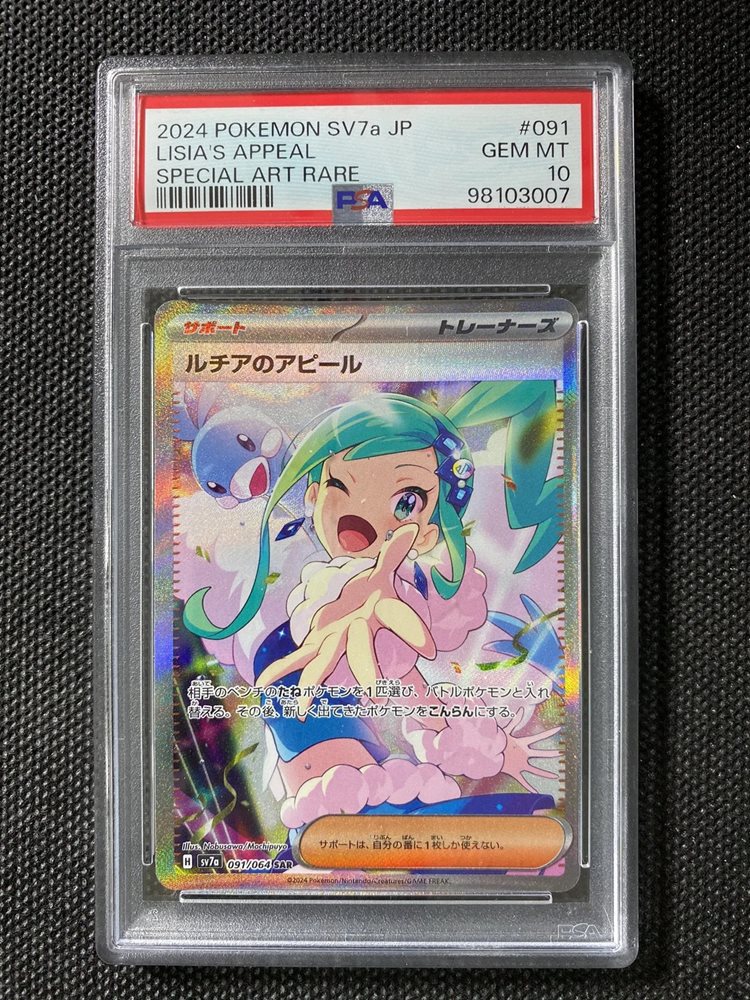 2024 POKEMON SV7a JP #091
LISIA'S APPEAL GEM MT
SPECIAL ART RARE 10
PSA 98103007
サポート トレーナーズ
ルチアのアピール
相手のベンチのたねポケモンを1匹選び、バトルポケモンと入れ
替える。その後、新しく出てきたポケモンをこんらんにする。
サポートは、自分の番に1枚しか使えない。
Illus. Nobusawa/Mochipuyo
H sv7a 091/064 SAR
©2024 Pokémon/Nintendo/Creatures/GAME FREAK.
PSA